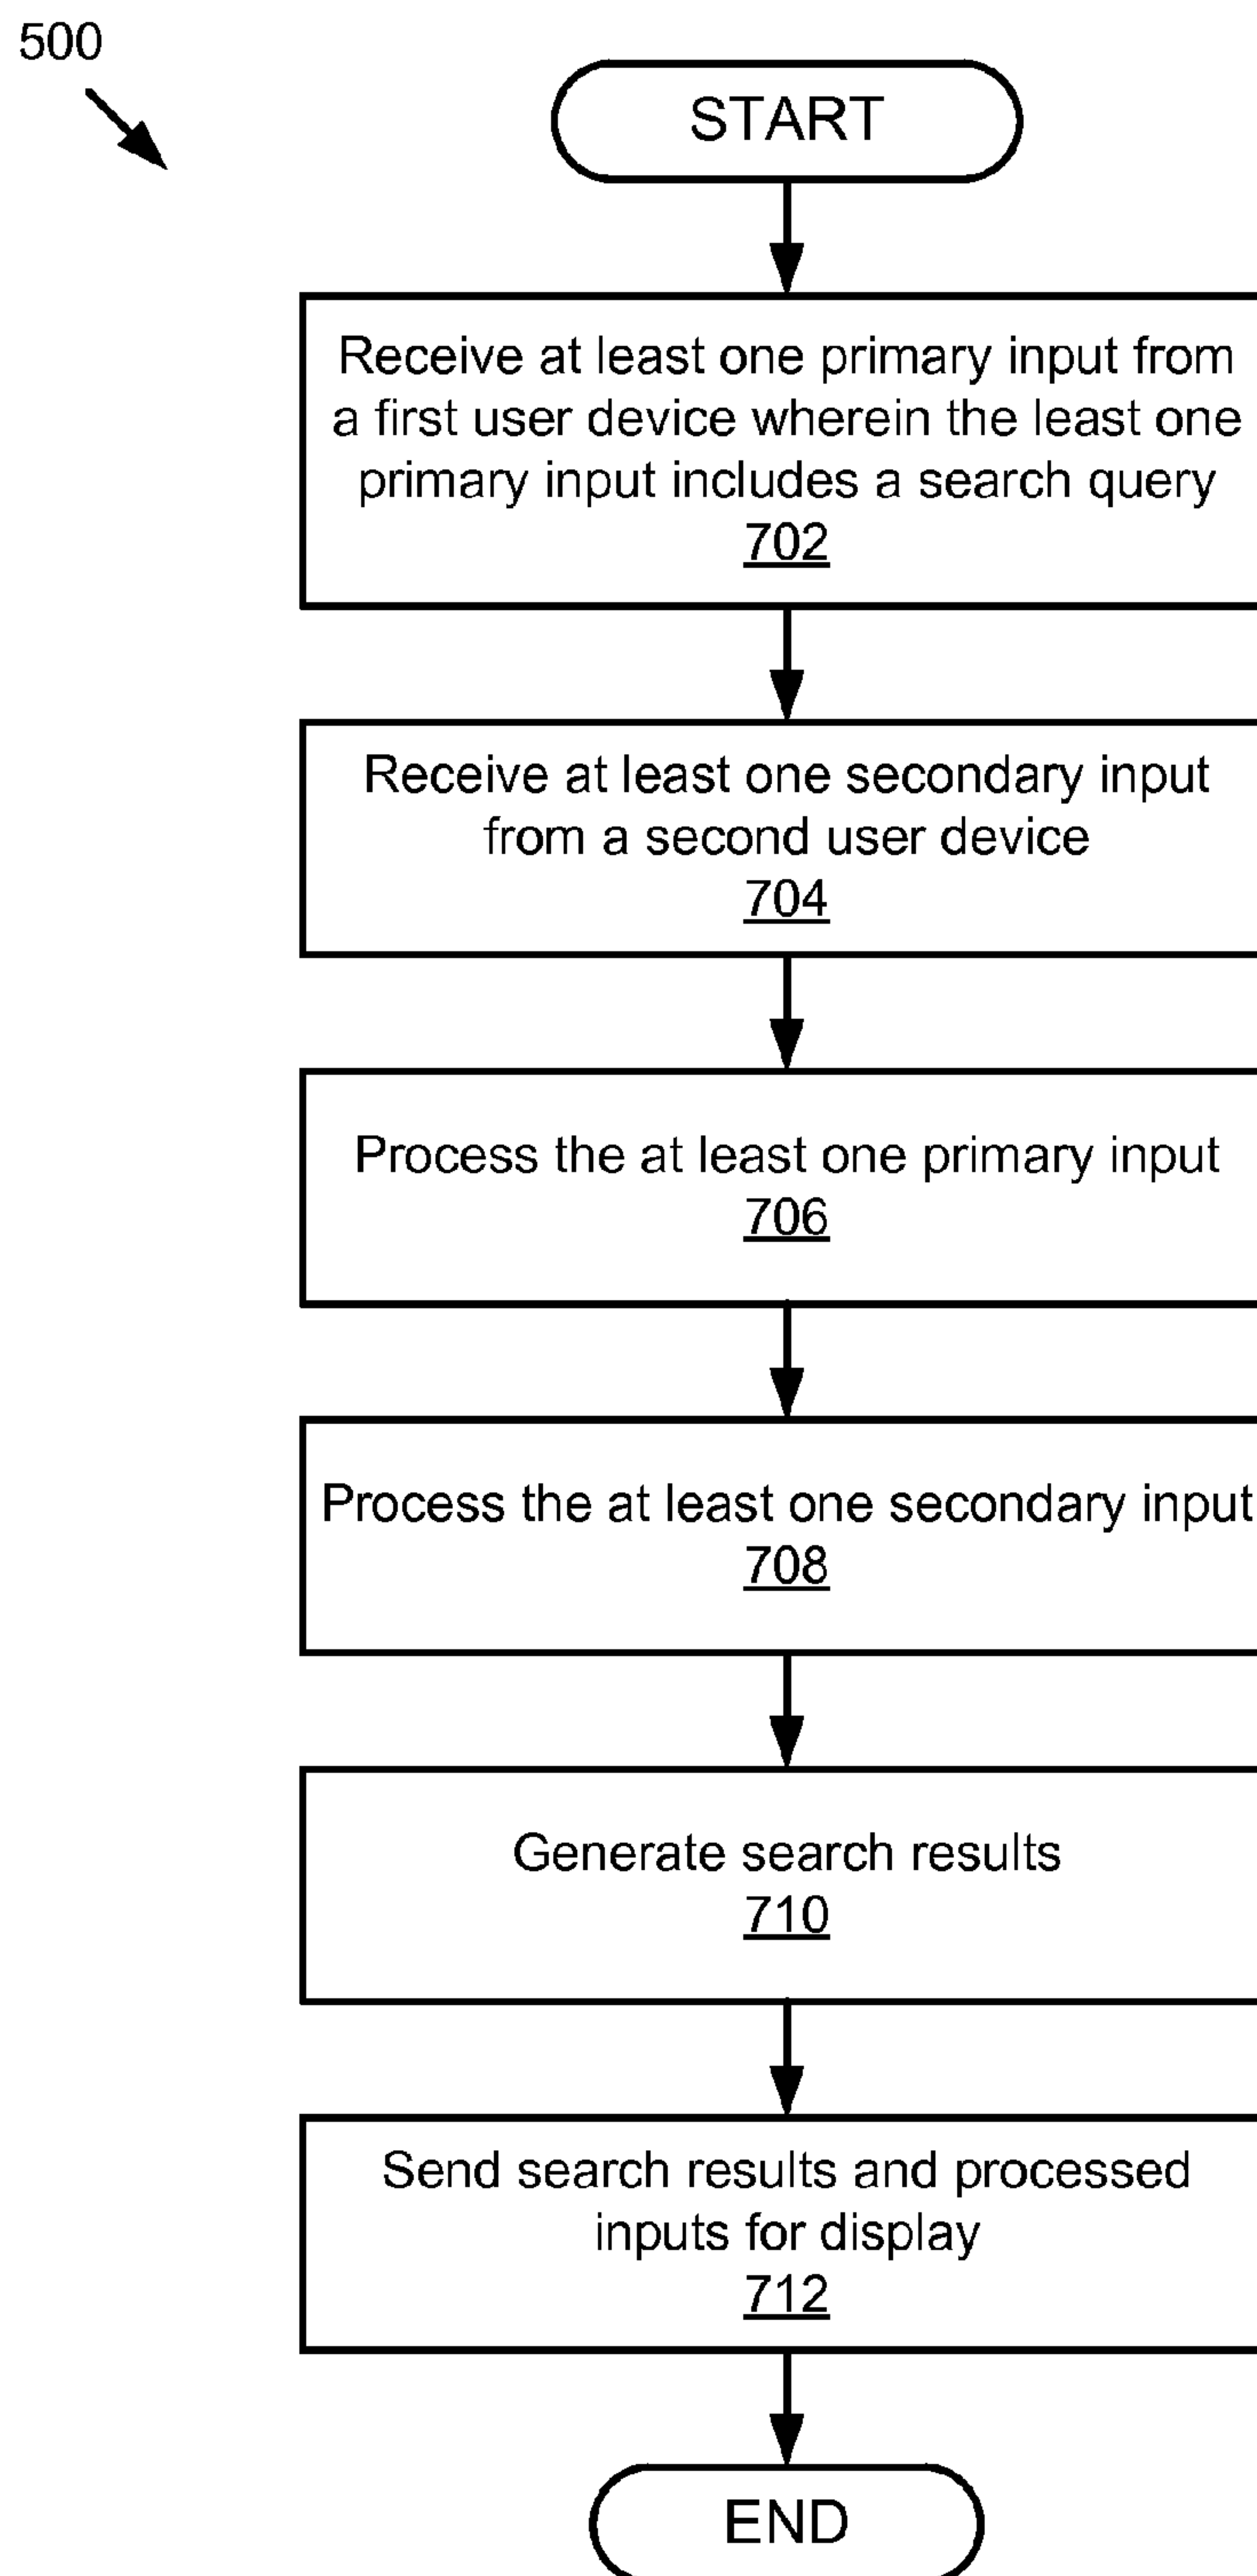 500
START
Receive at least one primary input from
a first user device wherein the least one
primary input includes a search query
702
Receive at least one secondary input
from a second user device
704
Process the at least one primary input
706
Process the at least one secondary input
708
Generate search results
710
Send search results and processed
inputs for display
712
END